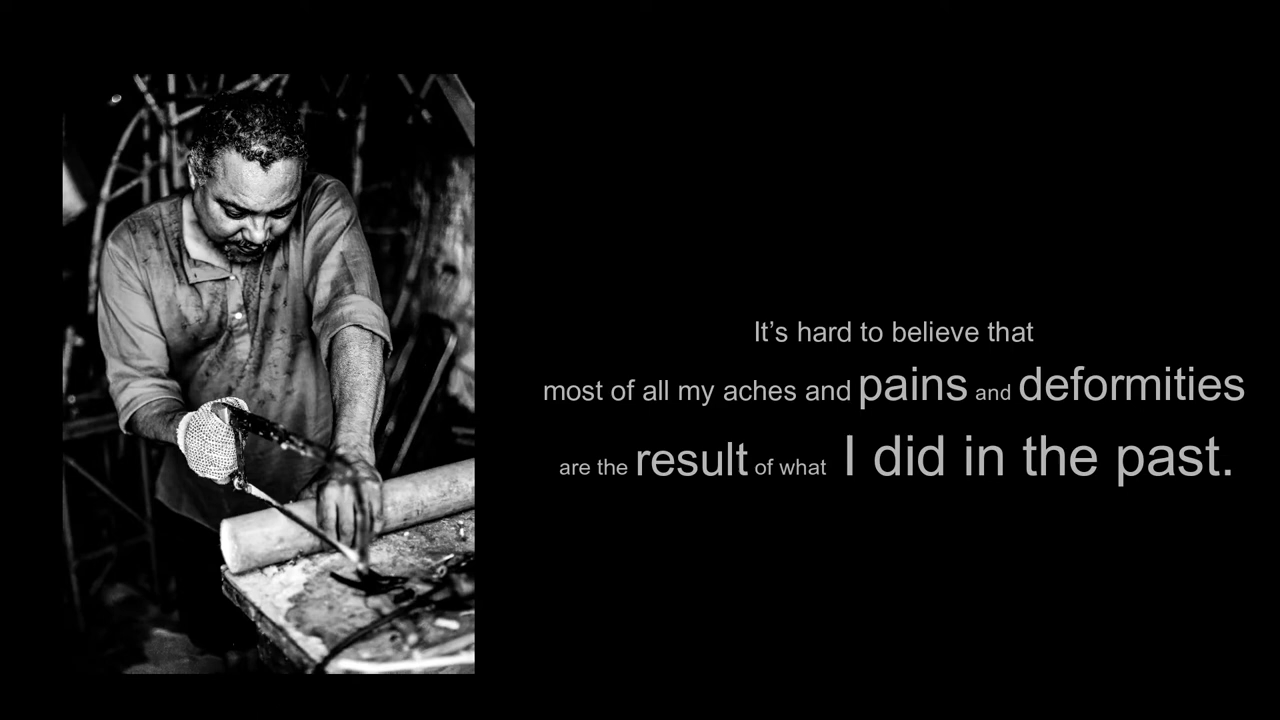 It’s hard to believe that
most of all my aches and pains and deformities
are the result of what I did in the past.